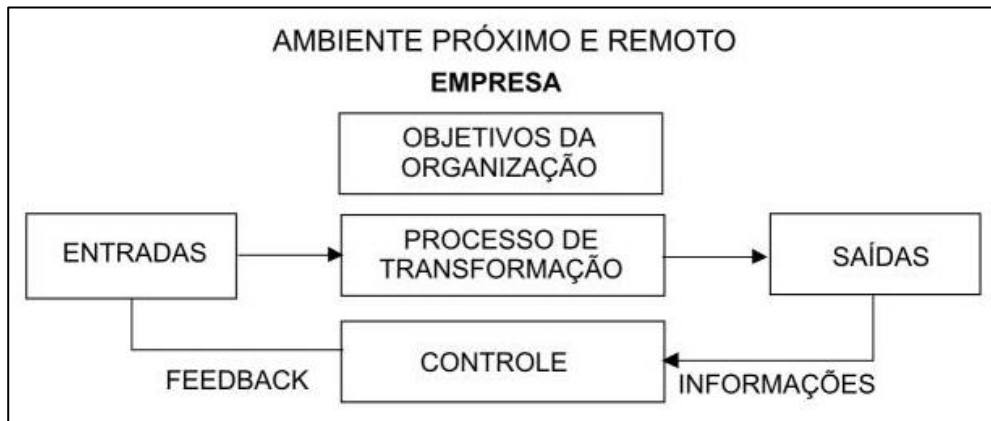 AMBIENTE PRÓXIMO E REMOTO
EMPRESA
OBJETIVOS DA
ORGANIZAÇÃO
ENTRADAS
PROCESSO DE
TRANSFORMAÇÃO
SAÍDAS
CONTROLE
FEEDBACK
INFORMAÇÕES